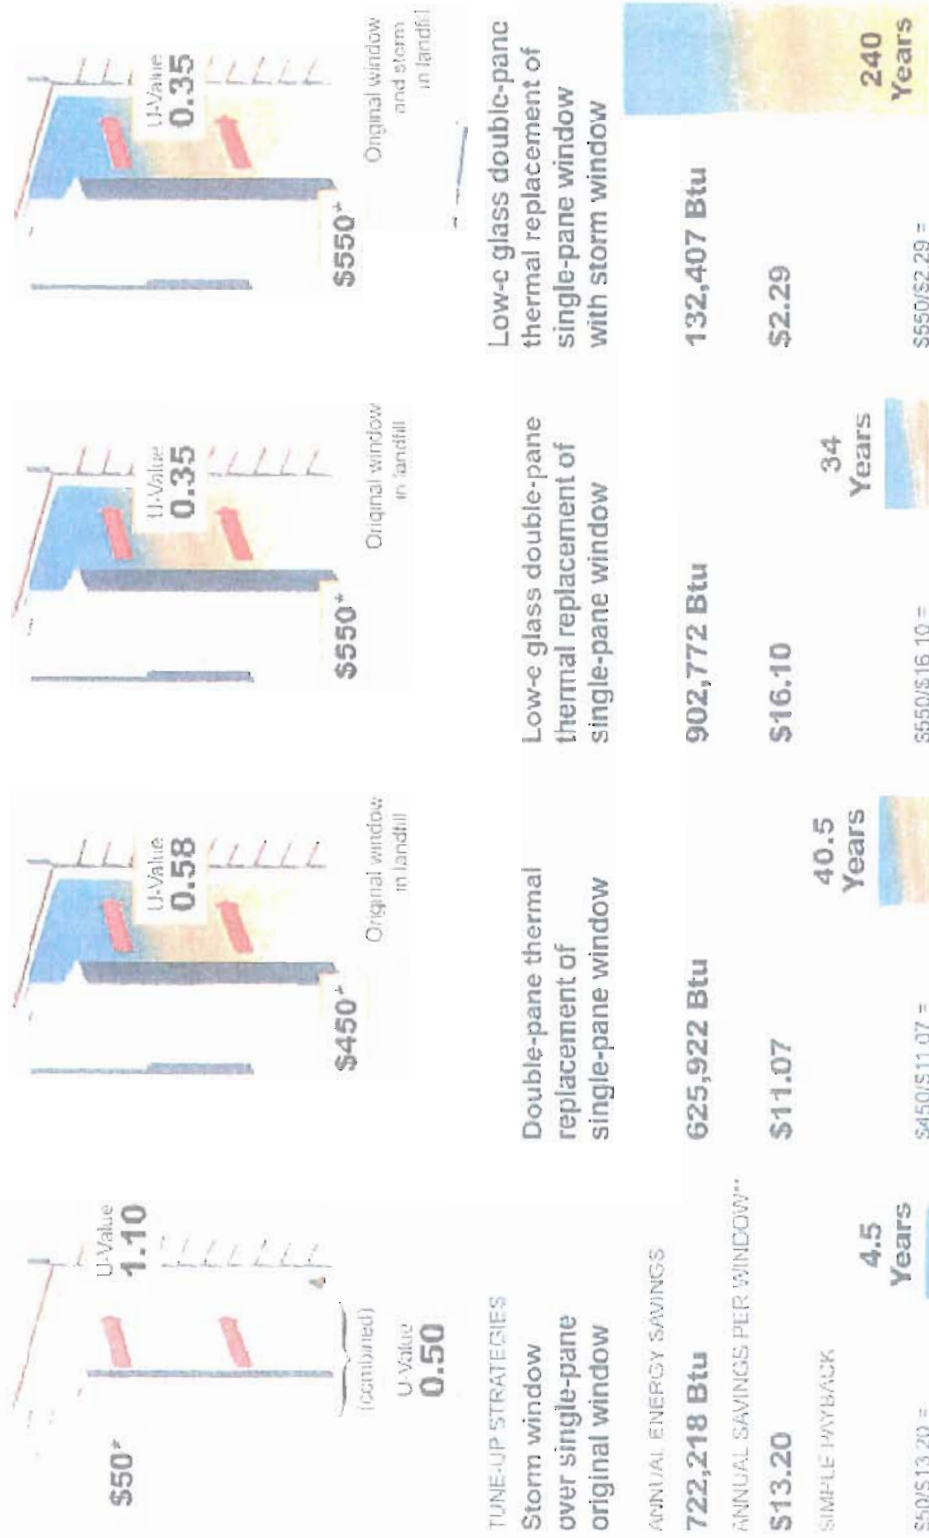 $50*
U-Value
1.10
(combined)
U-Value
0.50
TUNE-UP STRATEGIES
Storm window
over single-pane
original window
ANNUAL ENERGY SAVINGS
722,218 Btu
ANNUAL SAVINGS PER WINDOW**
$13.20
SIMPLE PAYBACK
4.5
Years
$50/$13.20 =
$450*
U-Value
0.58
Original window
in landfill
Double-pane thermal
replacement of
single-pane window
625,922 Btu
$11.07
40.5
Years
$450/$11.07 =
$550*
U-Value
0.35
Original window
in landfill
Low-e glass double-pane
thermal replacement of
single-pane window
902,772 Btu
$16.10
34
Years
$550/$16.10 =
$550*
U-Value
0.35
Original window
and storm
in landfill
Low-e glass double-pane
thermal replacement of
single-pane window
with storm window
132,407 Btu
$2.29
240
Years
$550/$2.29 =